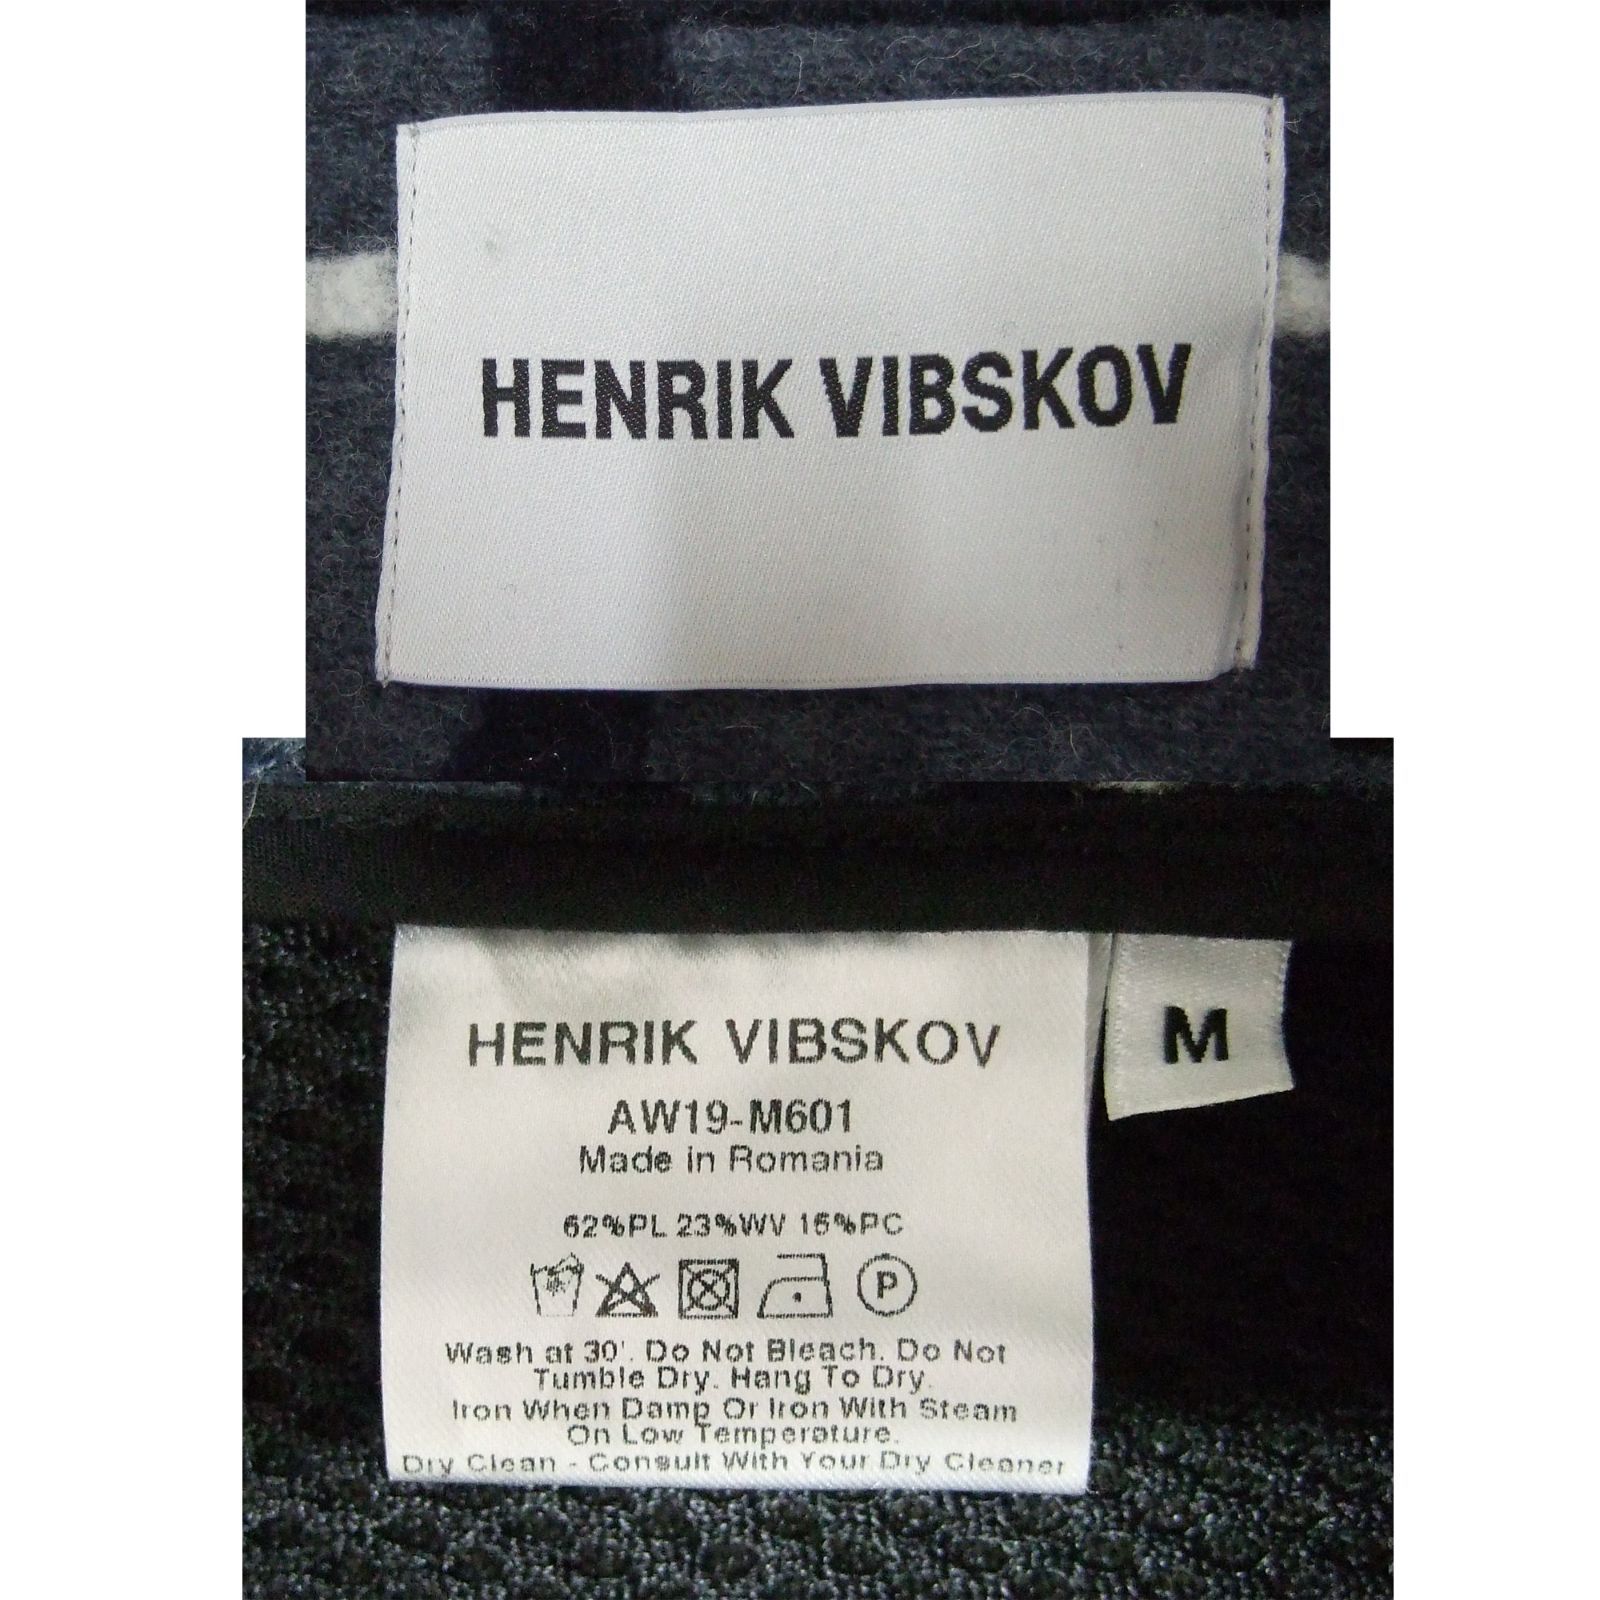 HENRIK VIBSKOV
HENRIK VIBSKOV
M
AW19-M601
Made in Romania
62%PL 23%WV 15%PC
P
Wash at 30'. Do Not Bleach. Do Not
Tumble Dry. Hang To Dry.
Iron When Damp Or Iron With Steam
On Low Temperature.
Dry Clean - Consult With Your Dry Cleaner